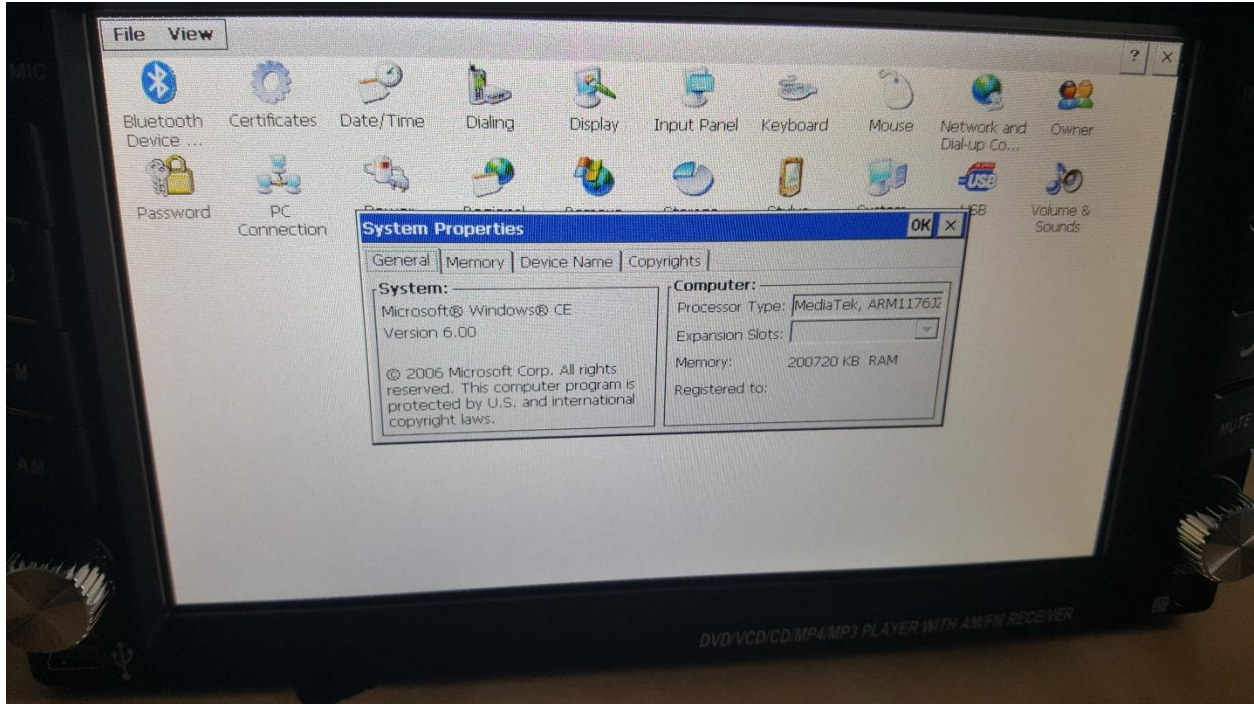 File View
? ×
MIC
Bluetooth Device ...
Certificates
Date/Time
Dialing
Display
Input Panel
Keyboard
Mouse
Network and Dial-up Co...
Owner
Password
PC Connection
USB
Volume & Sounds
System Properties
OK ×
General Memory Device Name Copyrights
System:
Microsoft® Windows® CE
Version 6.00
© 2006 Microsoft Corp. All rights
reserved. This computer program is
protected by U.S. and international
copyright laws.
Computer:
Processor Type: MediaTek, ARM1176JZ
Expansion Slots:
Memory: 200720 KB RAM
Registered to:
AM
MUTE
DVD/VCD/CD/MP4/MP3 PLAYER WITH AM/FM RECEIVER